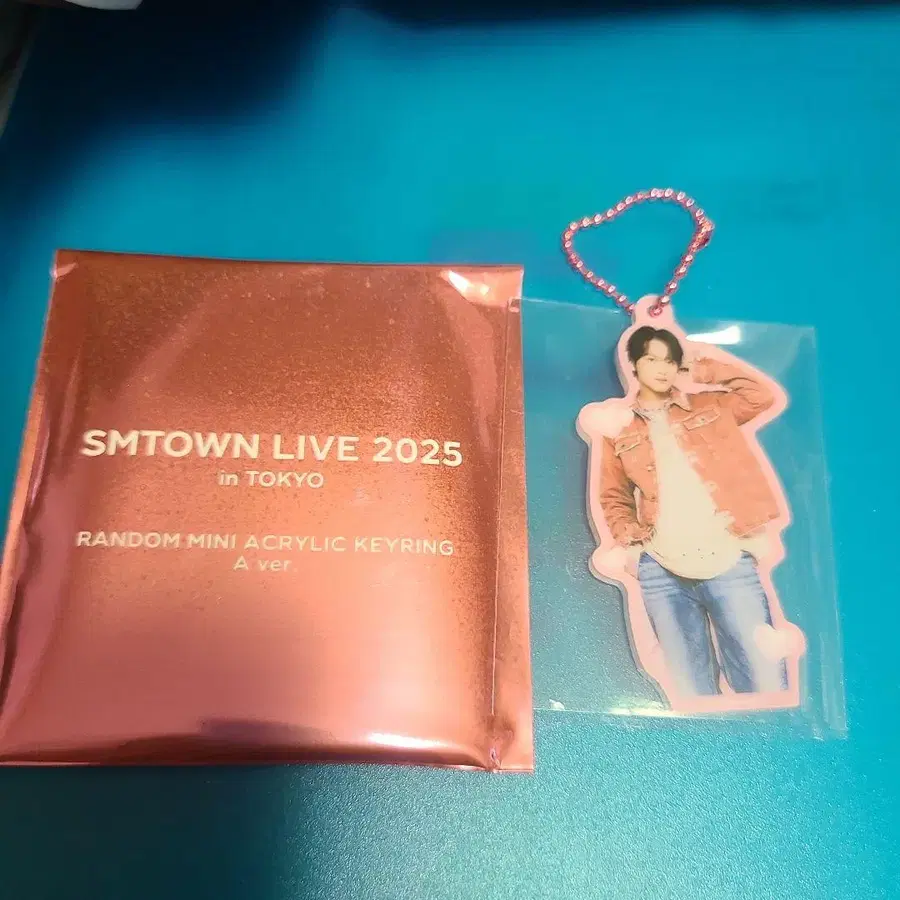 SMTOWN LIVE 2025
in TOKYO
RANDOM MINI ACRYLIC KEYRING
A ver.